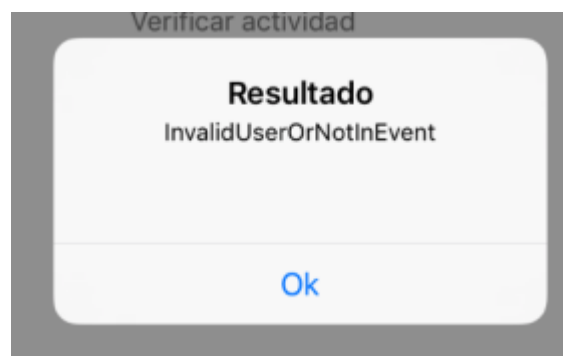 Verificar actividad
Resultado
InvalidUserOrNotInEvent
Ok